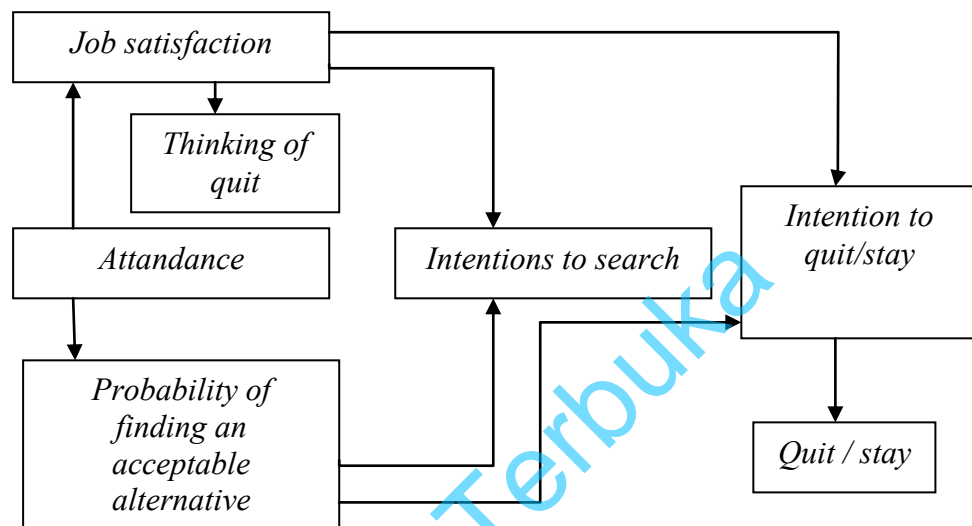 Job satisfaction
Thinking of
quit
Attandance
Intentions to search
Intention to
quit/stay
Probability of
finding an
acceptable
alternative
Quit / stay
Terbuka